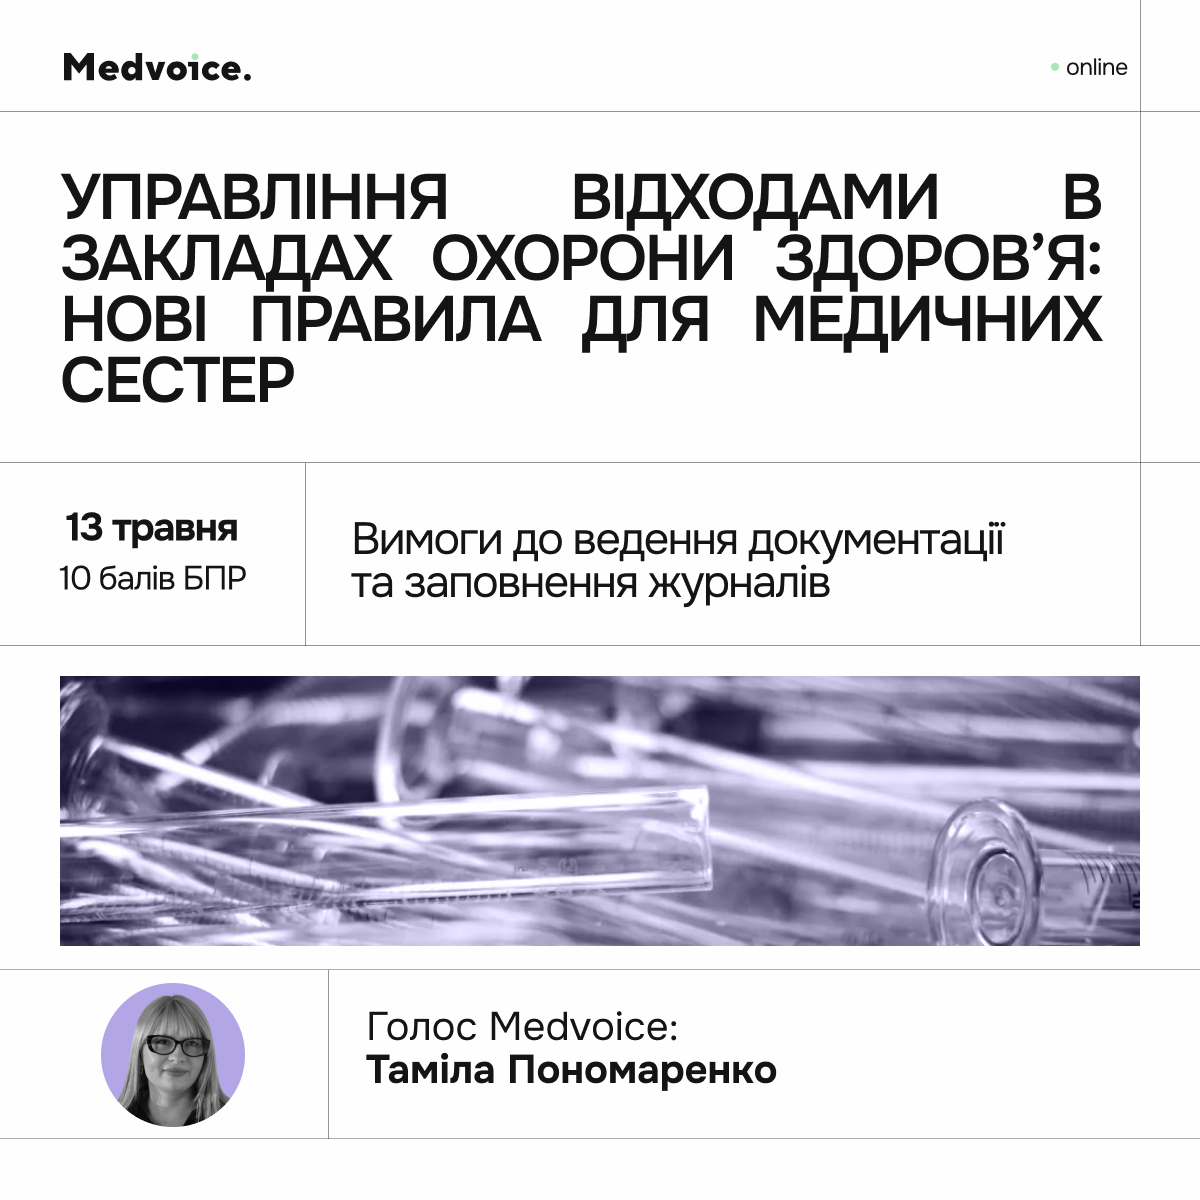 Medvoice.
online
УПРАВЛІННЯ ВІДХОДАМИ В
ЗАКЛАДАХ ОХОРОНИ ЗДОРОВ’Я:
НОВІ ПРАВИЛА ДЛЯ МЕДИЧНИХ
СЕСТЕР
13 травня
10 балів БПР
Вимоги до ведення документації
та заповнення журналів
Голос Medvoice:
Таміла Пономаренко